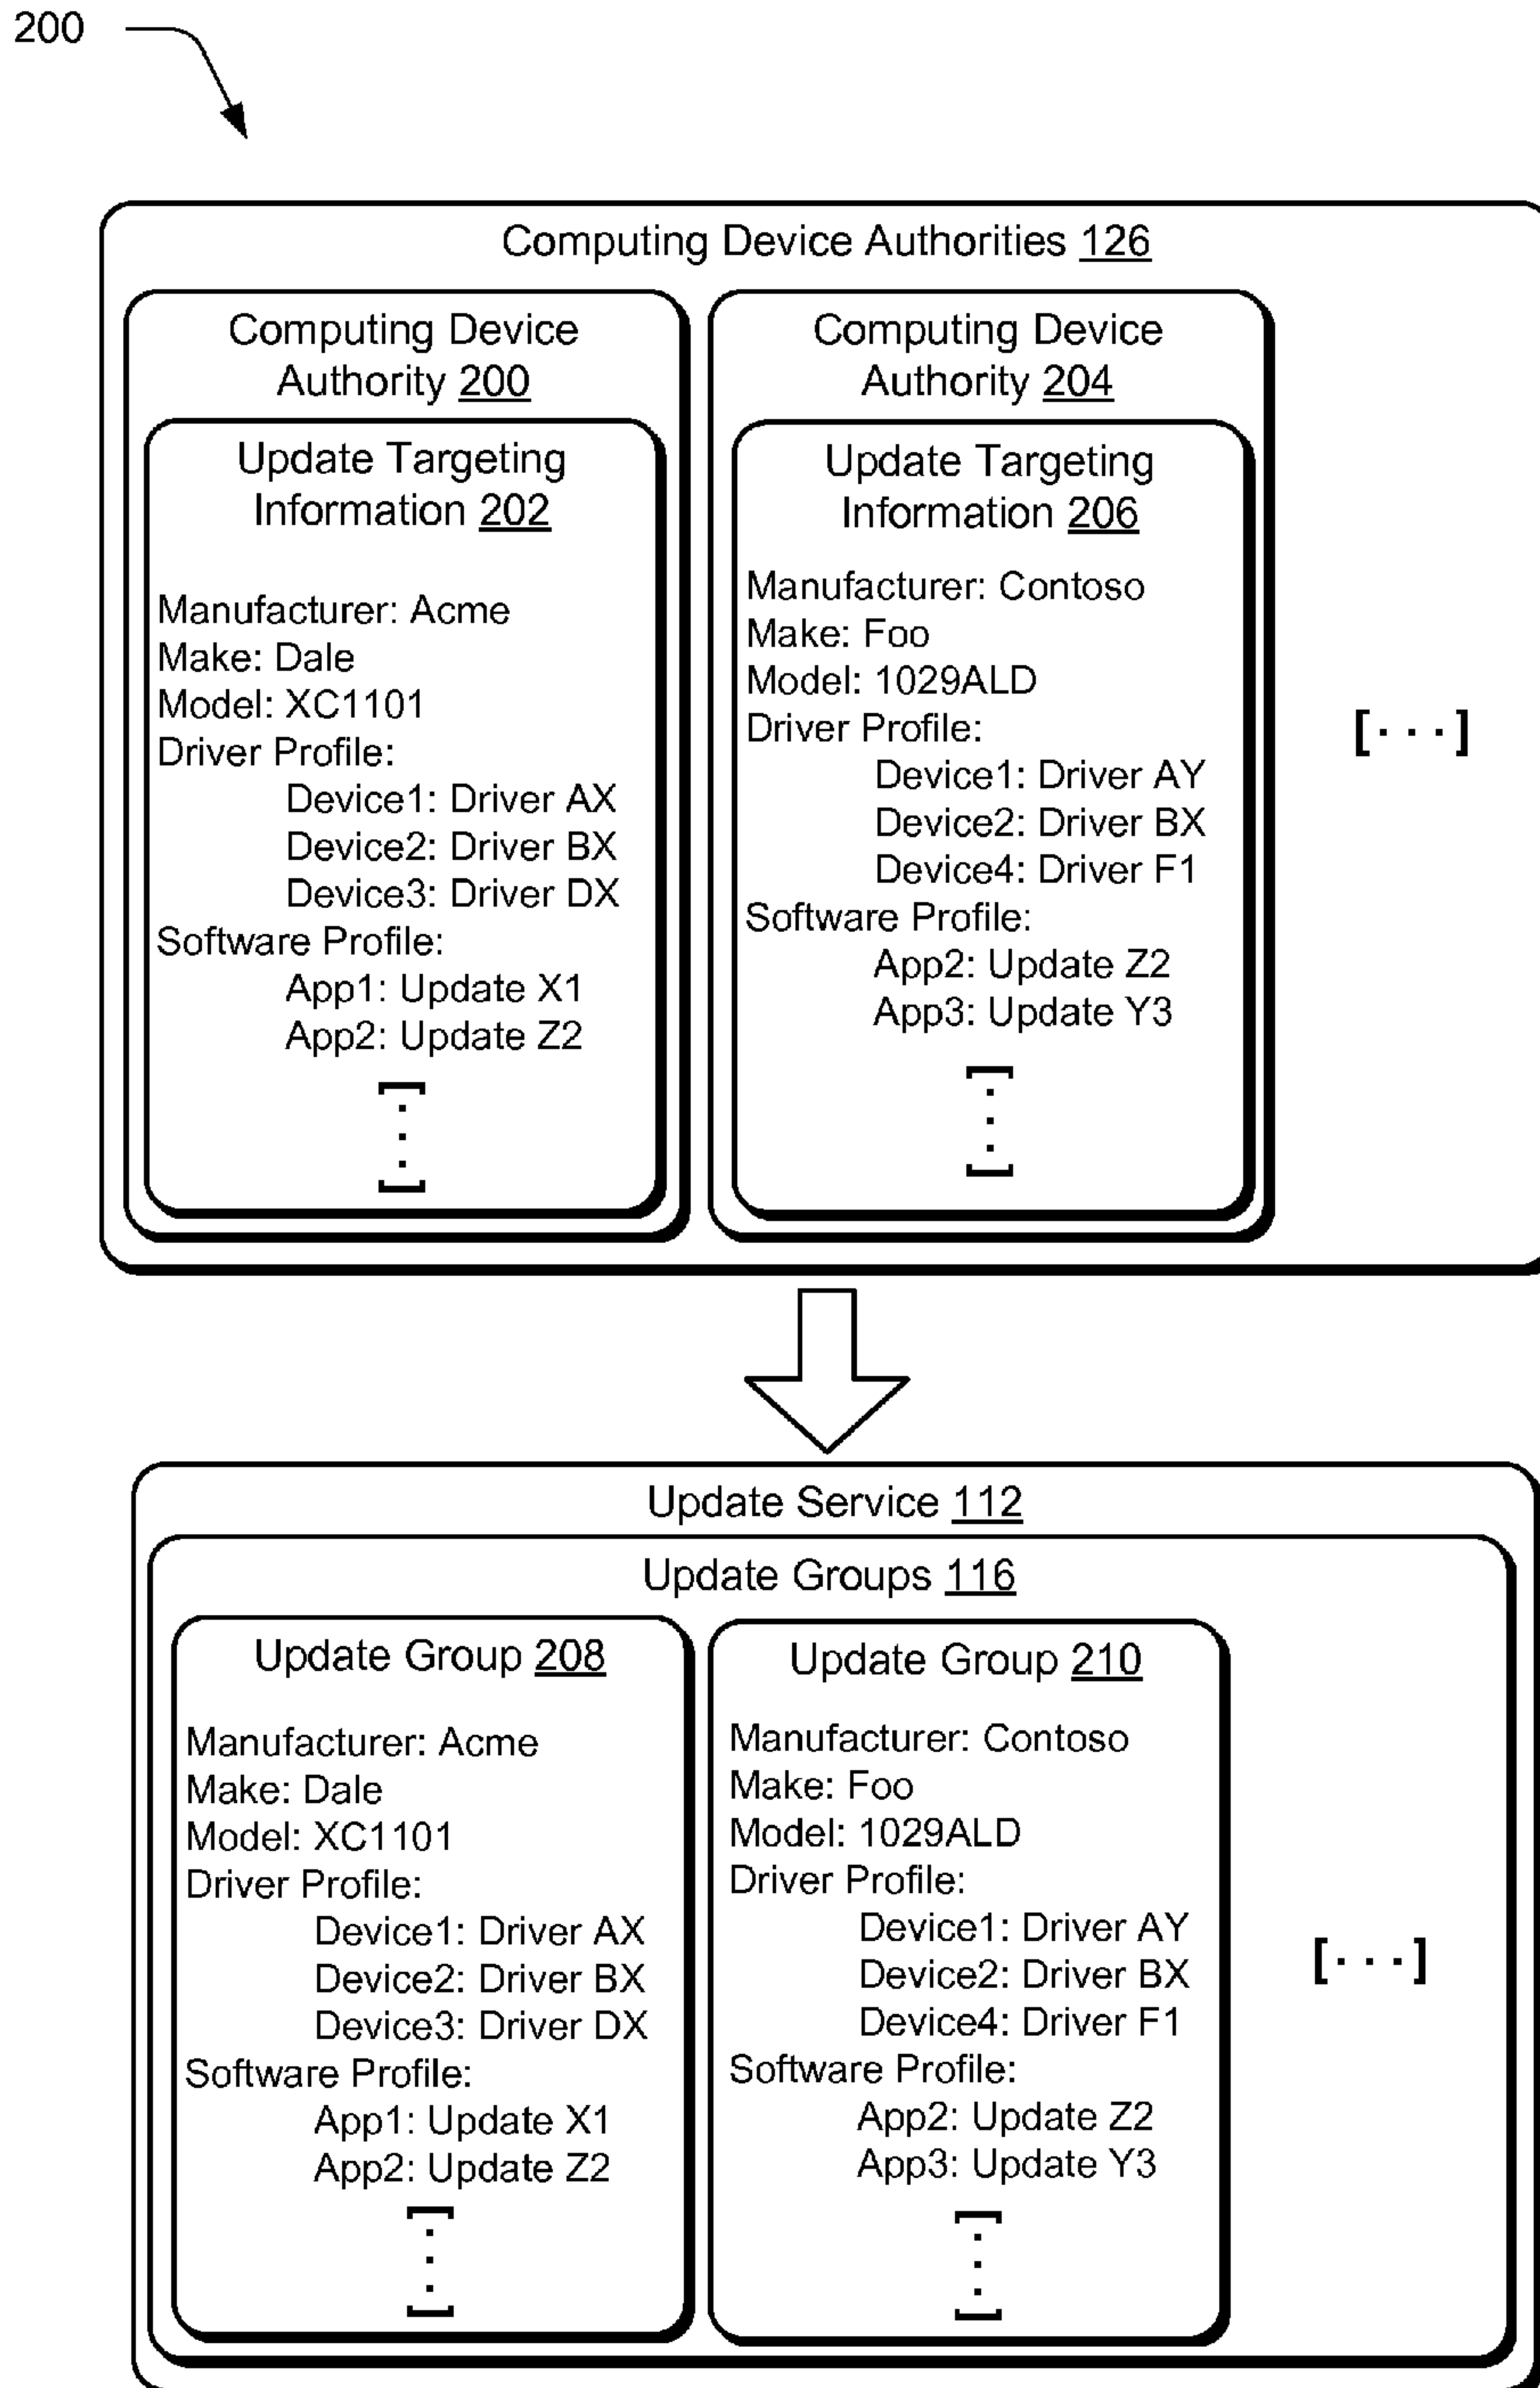 200
Computing Device Authorities 126
Computing Device
Authority 200
Update Targeting
Information 202
Manufacturer: Acme
Make: Dale
Model: XC1101
Driver Profile:
Device1: Driver AX
Device2: Driver BX
Device3: Driver DX
Software Profile:
App1: Update X1
App2: Update Z2
[. . .]
Computing Device
Authority 204
Update Targeting
Information 206
Manufacturer: Contoso
Make: Foo
Model: 1029ALD
Driver Profile:
Device1: Driver AY
Device2: Driver BX
Device4: Driver F1
Software Profile:
App2: Update Z2
App3: Update Y3
[. . .]
[. . .]
Update Service 112
Update Groups 116
Update Group 208
Manufacturer: Acme
Make: Dale
Model: XC1101
Driver Profile:
Device1: Driver AX
Device2: Driver BX
Device3: Driver DX
Software Profile:
App1: Update X1
App2: Update Z2
[. . .]
Update Group 210
Manufacturer: Contoso
Make: Foo
Model: 1029ALD
Driver Profile:
Device1: Driver AY
Device2: Driver BX
Device4: Driver F1
Software Profile:
App2: Update Z2
App3: Update Y3
[. . .]
[. . .]